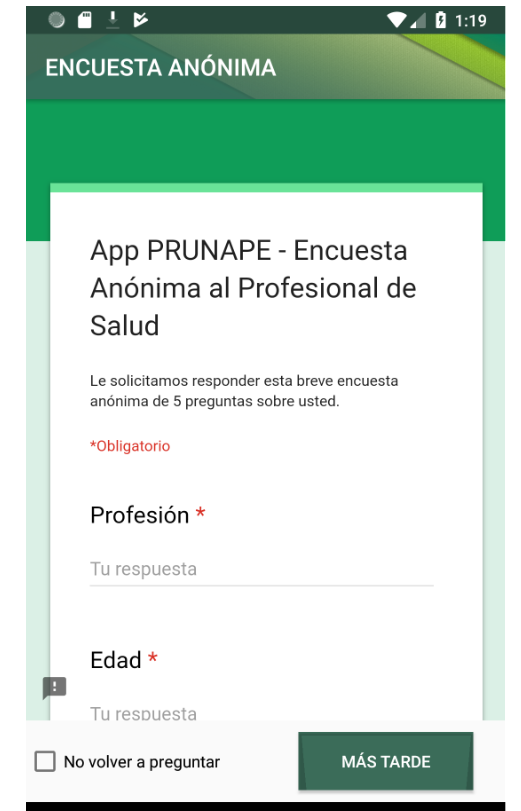 1:19
ENCUESTA ANÓNIMA
App PRUNAPE - Encuesta
Anónima al Profesional de
Salud
Le solicitamos responder esta breve encuesta
anónima de 5 preguntas sobre usted.
*Obligatorio
Profesión *
Tu respuesta
Edad *
Tu respuesta
No volver a preguntar
MÁS TARDE